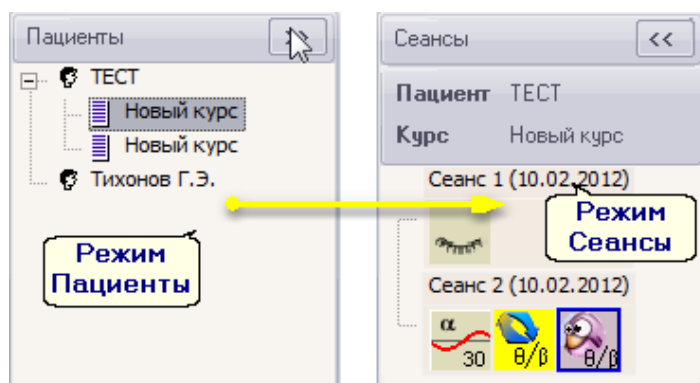 Пациенты
ТЕСТ
Новый курс
Новый курс
Тихонов Г.Э.
Режим
Пациенты
Сеансы <<
Пациент ТЕСТ
Курс Новый курс
Сеанс 1 (10.02.2012)
Режим
Сеансы
Сеанс 2 (10.02.2012)
α
30 θ/β θ/β